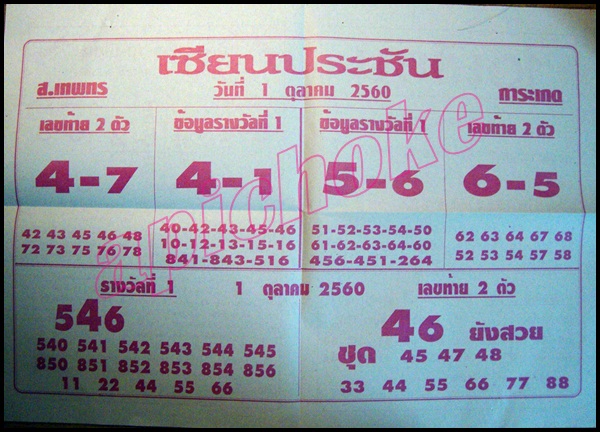 เซียนประชัน
ส.เทพทร วันที่ 1 ตุลาคม 2560 การะเกด
เลขท้าย 2 ตัว
4-7
42 43 45 46 48
72 73 75 76 78
ข้อมูลรางวัลที่ 1
4-1
40-42-43-45-46
10-12-13-15-16
841-843-516
ข้อมูลรางวัลที่ 1
5-6
51-52-53-54-50
61-62-63-64-60
456-451-264
เลขท้าย 2 ตัว
6-5
62 63 64 67 68
52 53 54 57 58
รางวัลที่ 1 1 ตุลาคม 2560 เลขท้าย 2 ตัว
546
540 541 542 543 544 545
850 851 852 853 854 856
11 22 44 55 66
46 ยังสวย
ชุด 45 47 48
33 44 55 66 77 88
apichoke